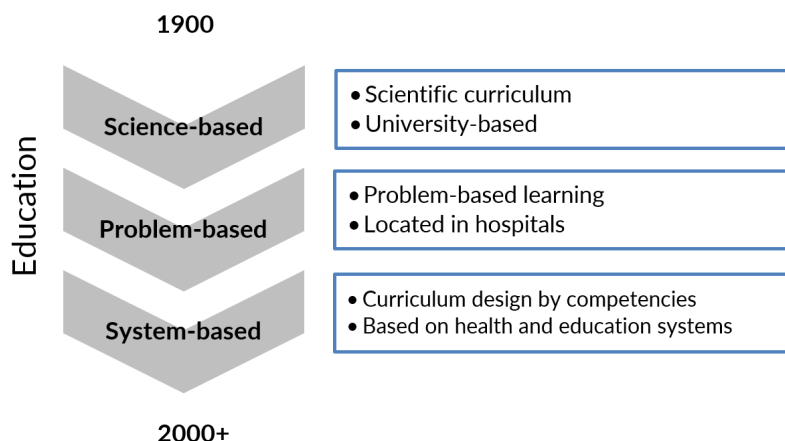 1900
Education
Science-based
• Scientific curriculum
• University-based
Problem-based
• Problem-based learning
• Located in hospitals
System-based
• Curriculum design by competencies
• Based on health and education systems
2000+